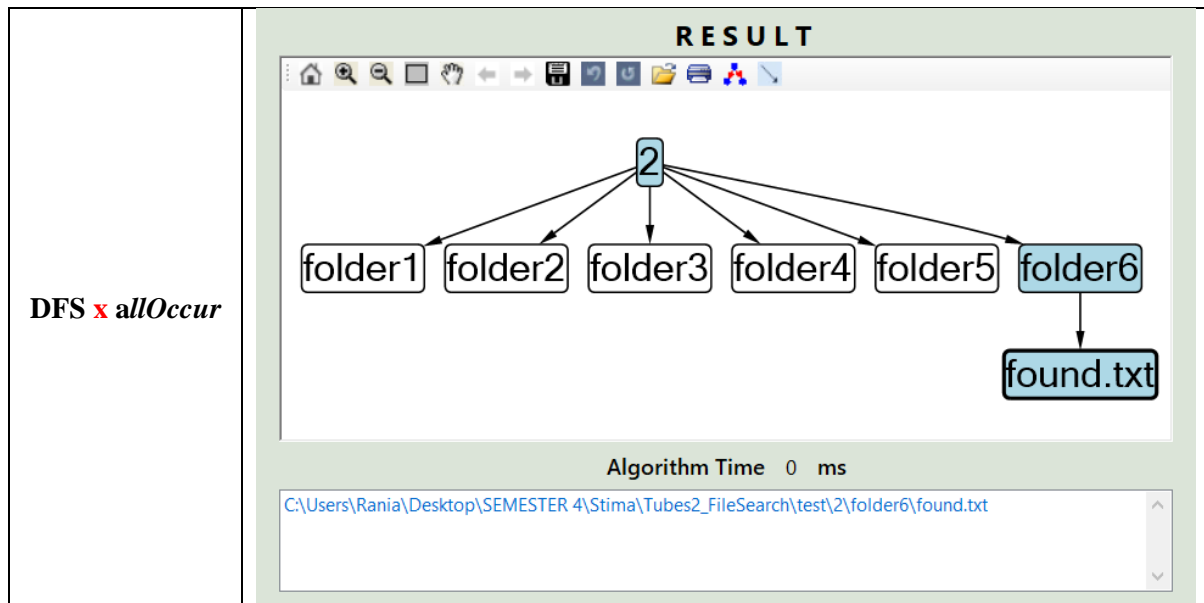 DFS x allOccur
RESULT
2
folder1 folder2 folder3 folder4 folder5 folder6
found.txt
Algorithm Time 0 ms
C:\Users\Rania\Desktop\SEMESTER 4\Stima\Tubes2_FileSearch\test\2\folder6\found.txt